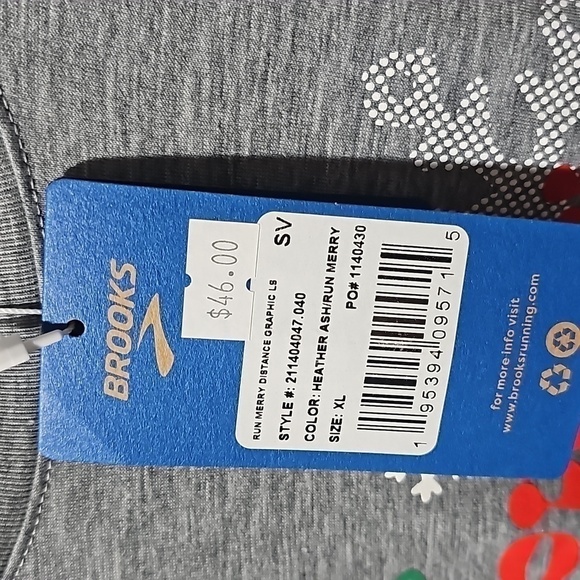 BROOKS
$46.00
RUN MERRY DISTANCE GRAPHIC LS
SV
STYLE #: 211404047.040
COLOR: HEATHER ASH/RUN MERRY
SIZE: XL
PO# 1140430
1 95394 09571 5
for more info visit
www.brooksrunning.com